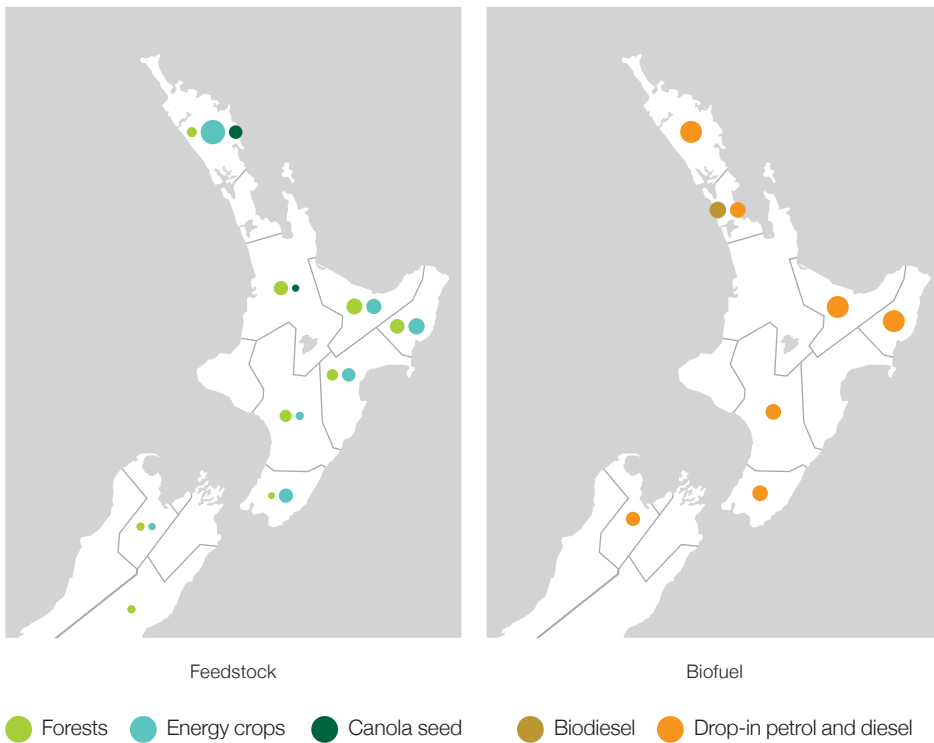 Feedstock
Biofuel
Forests
Energy crops
Canola seed
Biodiesel
Drop-in petrol and diesel